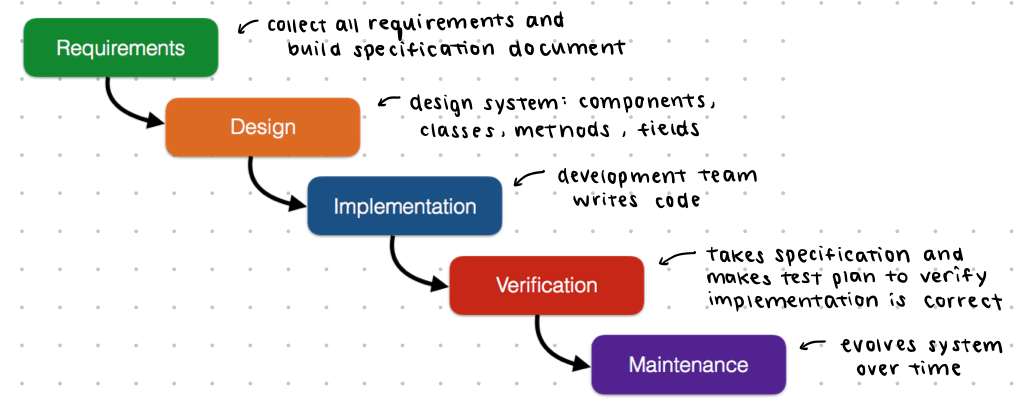 Requirements
collect all requirements and
build specification document
Design
design system: components,
classes, methods, fields
Implementation
development team
writes code
Verification
takes specification and
makes test plan to verify
implementation is correct
Maintenance
evolves system
over time